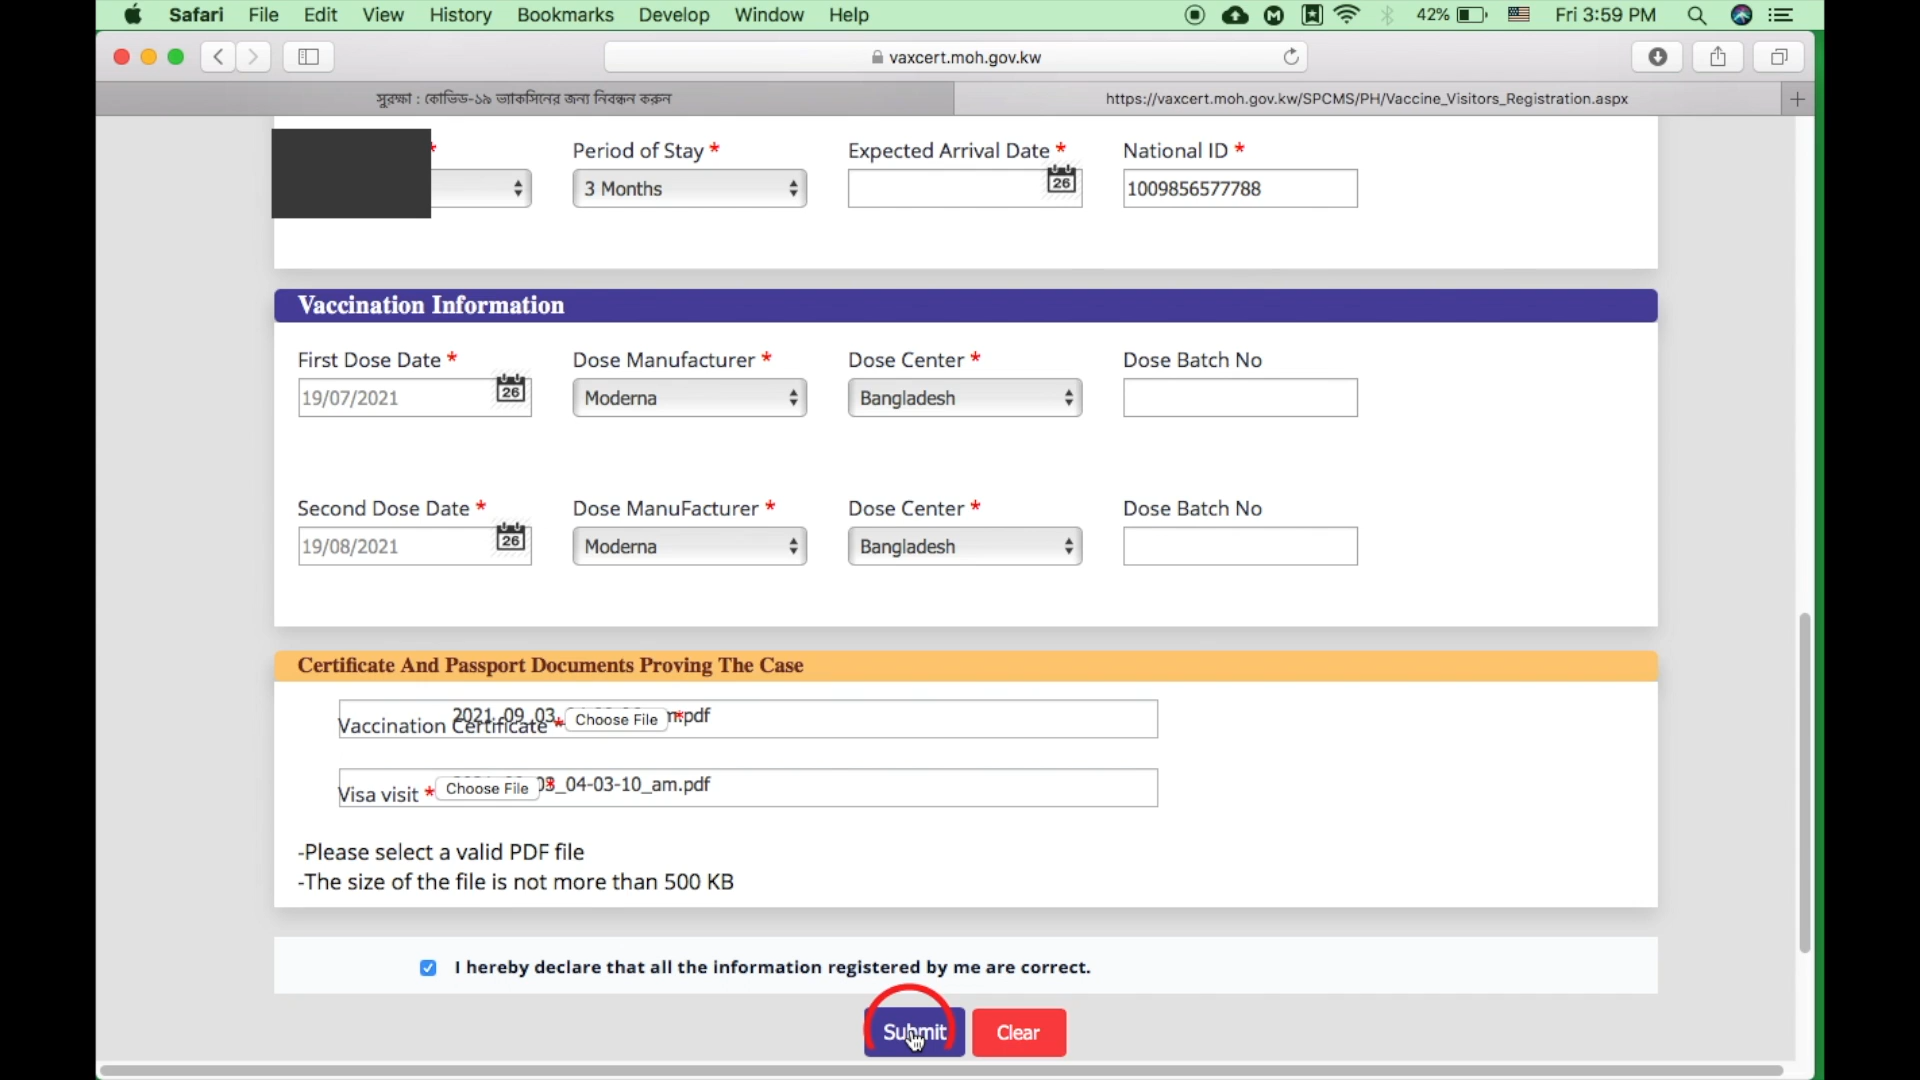 Safari File Edit View History Bookmarks Develop Window Help 42% Fri 3:59 PM
vaxcert.moh.gov.kw
সুরক্ষা : কোভিড-১৯ ভ্যাকসিনের জন্য নিবন্ধন করুন https://vaxcert.moh.gov.kw/SPCMS/PH/Vaccine_Visitors_Registration.aspx
* Period of Stay * Expected Arrival Date * National ID *
3 Months 26 1009856577788
Vaccination Information
First Dose Date * Dose Manufacturer * Dose Center * Dose Batch No
19/07/2021 26 Moderna Bangladesh
Second Dose Date * Dose ManuFacturer * Dose Center * Dose Batch No
19/08/2021 26 Moderna Bangladesh
Certificate And Passport Documents Proving The Case
Vaccination Certificate * Choose File * 2021_09_03_ m.pdf
Visa visit * Choose File * 03_04-03-10_am.pdf
-Please select a valid PDF file
-The size of the file is not more than 500 KB
I hereby declare that all the information registered by me are correct.
Submit Clear